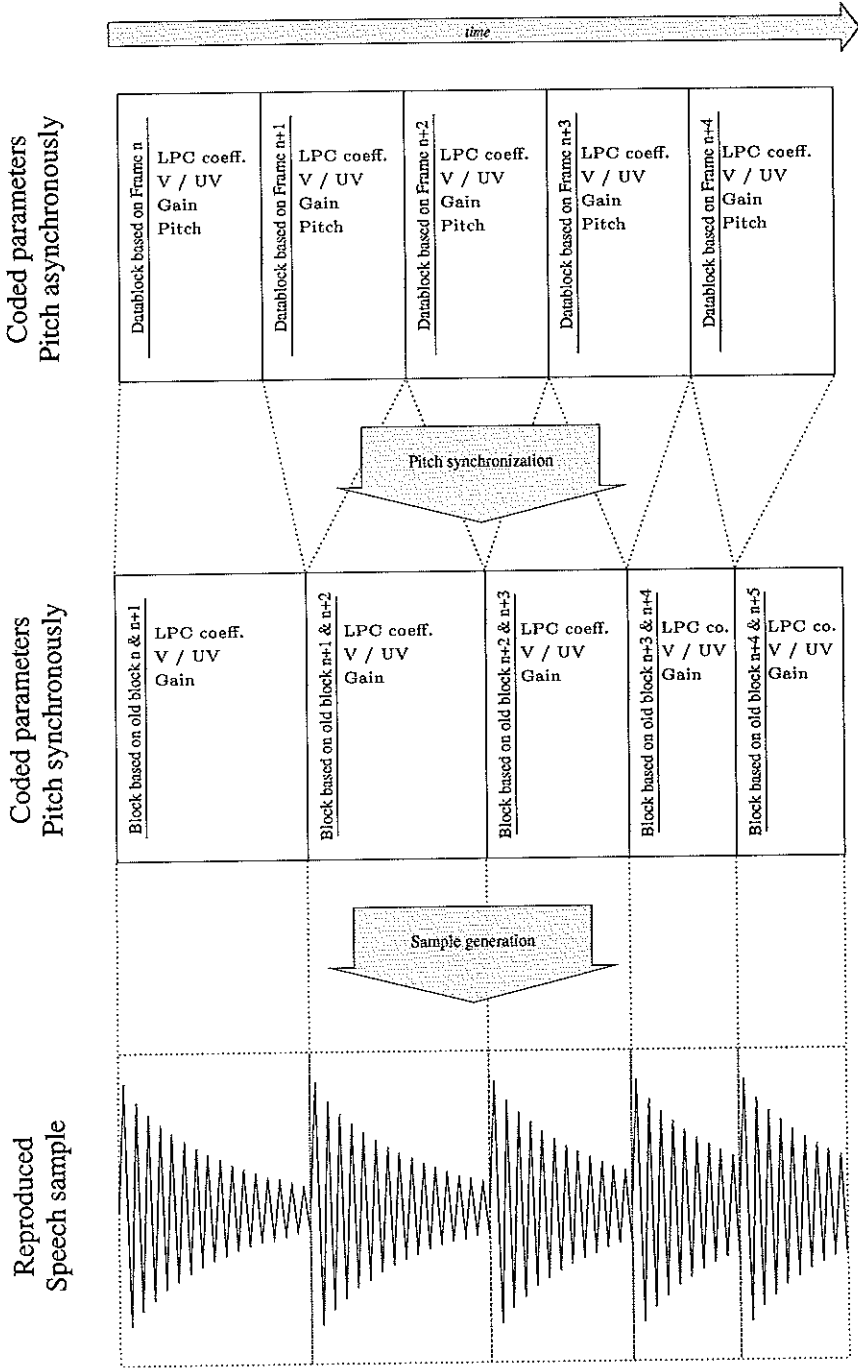 time
Coded parameters
Pitch asynchronously
Datablock based on Frame n
LPC coeff.
V / UV
Gain
Pitch
Datablock based on Frame n+1
LPC coeff.
V / UV
Gain
Pitch
Datablock based on Frame n+2
LPC coeff.
V / UV
Gain
Pitch
Datablock based on Frame n+3
LPC coeff.
V / UV
Gain
Pitch
Datablock based on Frame n+4
LPC coeff.
V / UV
Gain
Pitch
Pitch synchronization
Coded parameters
Pitch synchronously
Block based on old block n & n+1
LPC coeff.
V / UV
Gain
Block based on old block n+1 & n+2
LPC coeff.
V / UV
Gain
Block based on old block n+2 & n+3
LPC coeff.
V / UV
Gain
Block based on old block n+3 & n+4
LPC co.
V / UV
Gain
Block based on old block n+4 & n+5
LPC co.
V / UV
Gain
Sample generation
Reproduced
Speech sample